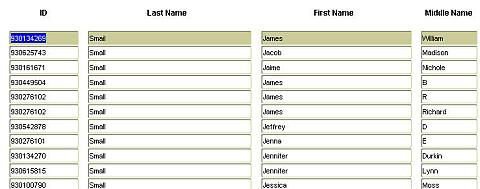 ID Last Name First Name Middle Name
930134269 Small James William
930625743 Small Jacob Madison
930161671 Small Jaime Nichole
930449504 Small James B
930276102 Small James R
930276102 Small James Richard
930542878 Small Jeffrey D
930276101 Small Jenna E
930134270 Small Jennifer Durkin
930615815 Small Jennifer Lynn
930100790 Small Jessica Moss